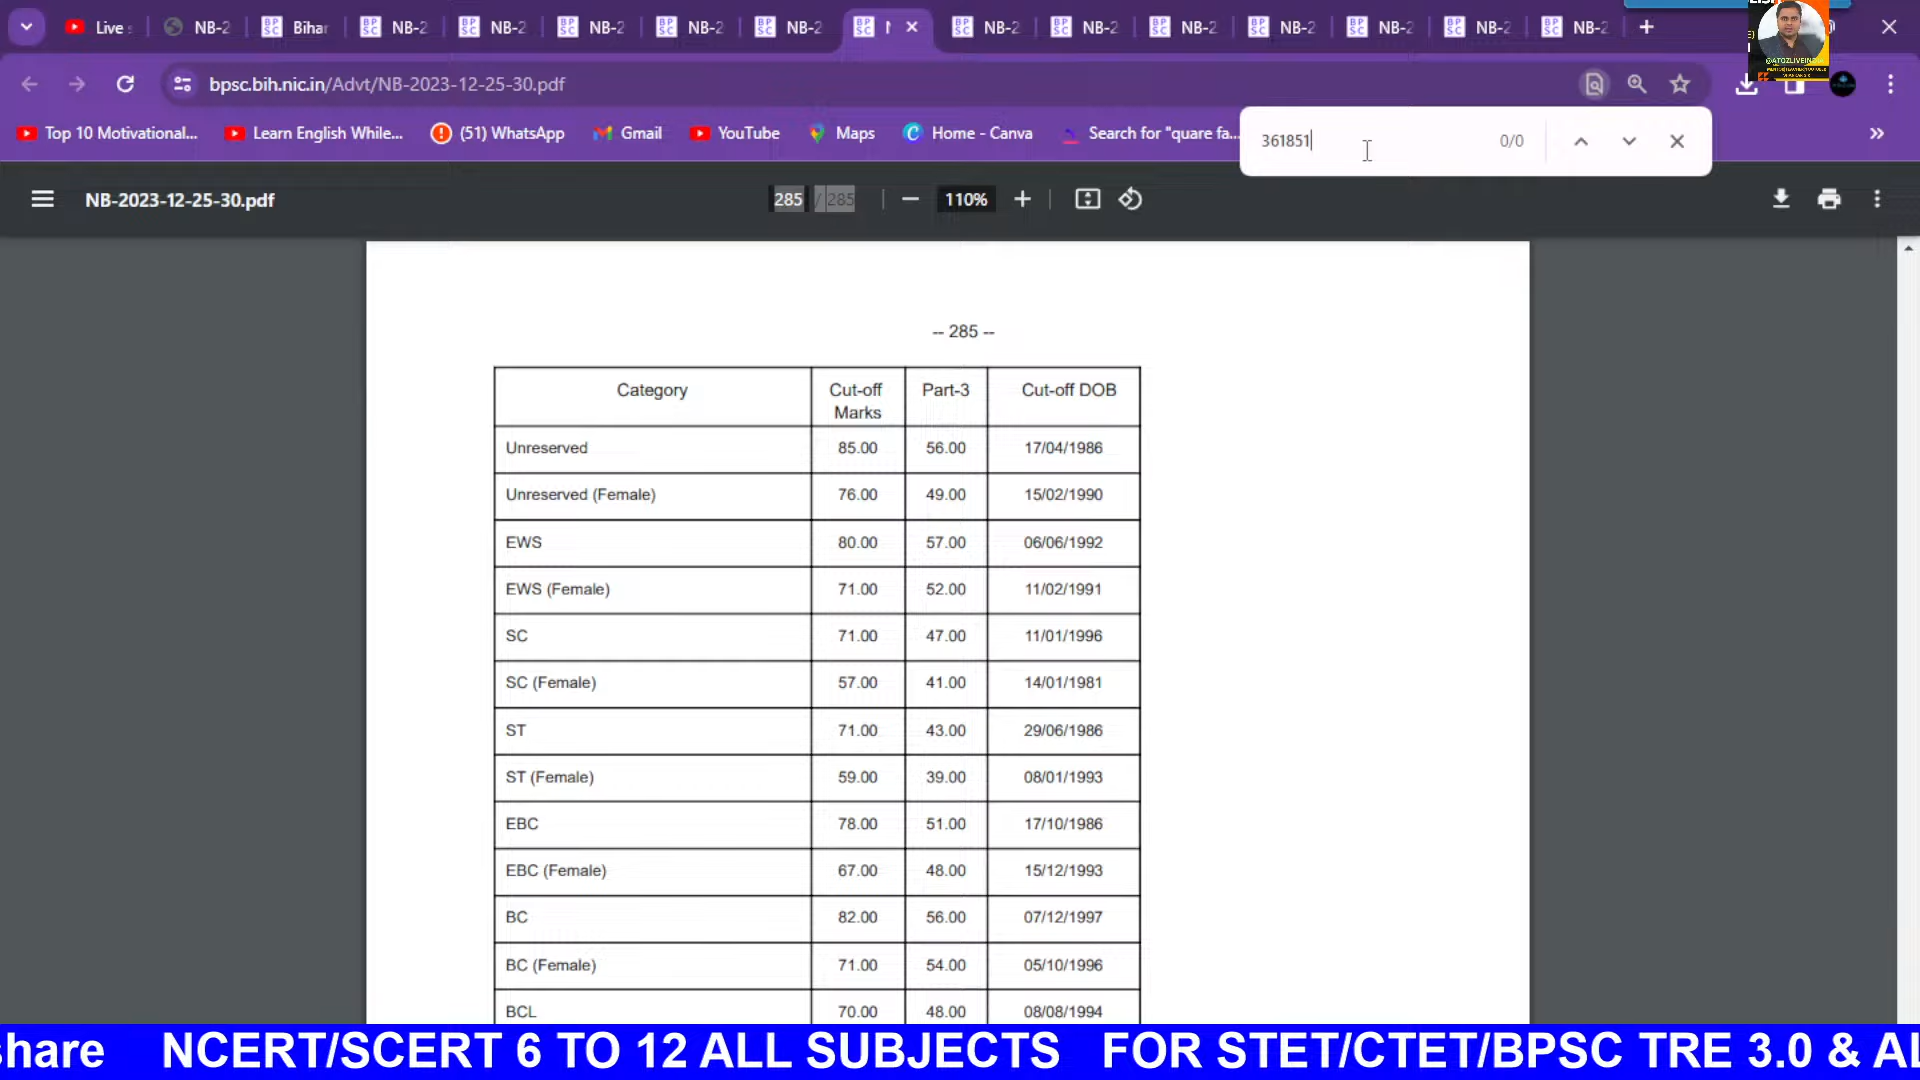 Live
NB-2
Bihar
NB-2
NB-2
NB-2
NB-2
NB-2
NB-2
NB-2
NB-2
NB-2
NB-2
NB-2
NB-2
bpsc.bih.nic.in/Advt/NB-2023-12-25-30.pdf
@ATOZLIVEINDIA
Top 10 Motivational...
Learn English While...
(51) WhatsApp
Gmail
YouTube
Maps
Home - Canva
Search for "quare fa...
361851
0/0
NB-2023-12-25-30.pdf
285 / 285
110%
-- 285 --
Category Cut-off Marks Part-3 Cut-off DOB
Unreserved 85.00 56.00 17/04/1986
Unreserved (Female) 76.00 49.00 15/02/1990
EWS 80.00 57.00 06/06/1992
EWS (Female) 71.00 52.00 11/02/1991
SC 71.00 47.00 11/01/1996
SC (Female) 57.00 41.00 14/01/1981
ST 71.00 43.00 29/06/1986
ST (Female) 59.00 39.00 08/01/1993
EBC 78.00 51.00 17/10/1986
EBC (Female) 67.00 48.00 15/12/1993
BC 82.00 56.00 07/12/1997
BC (Female) 71.00 54.00 05/10/1996
BCL 70.00 48.00 08/08/1994
share NCERT/SCERT 6 TO 12 ALL SUBJECTS FOR STET/CTET/BPSC TRE 3.0 & AL